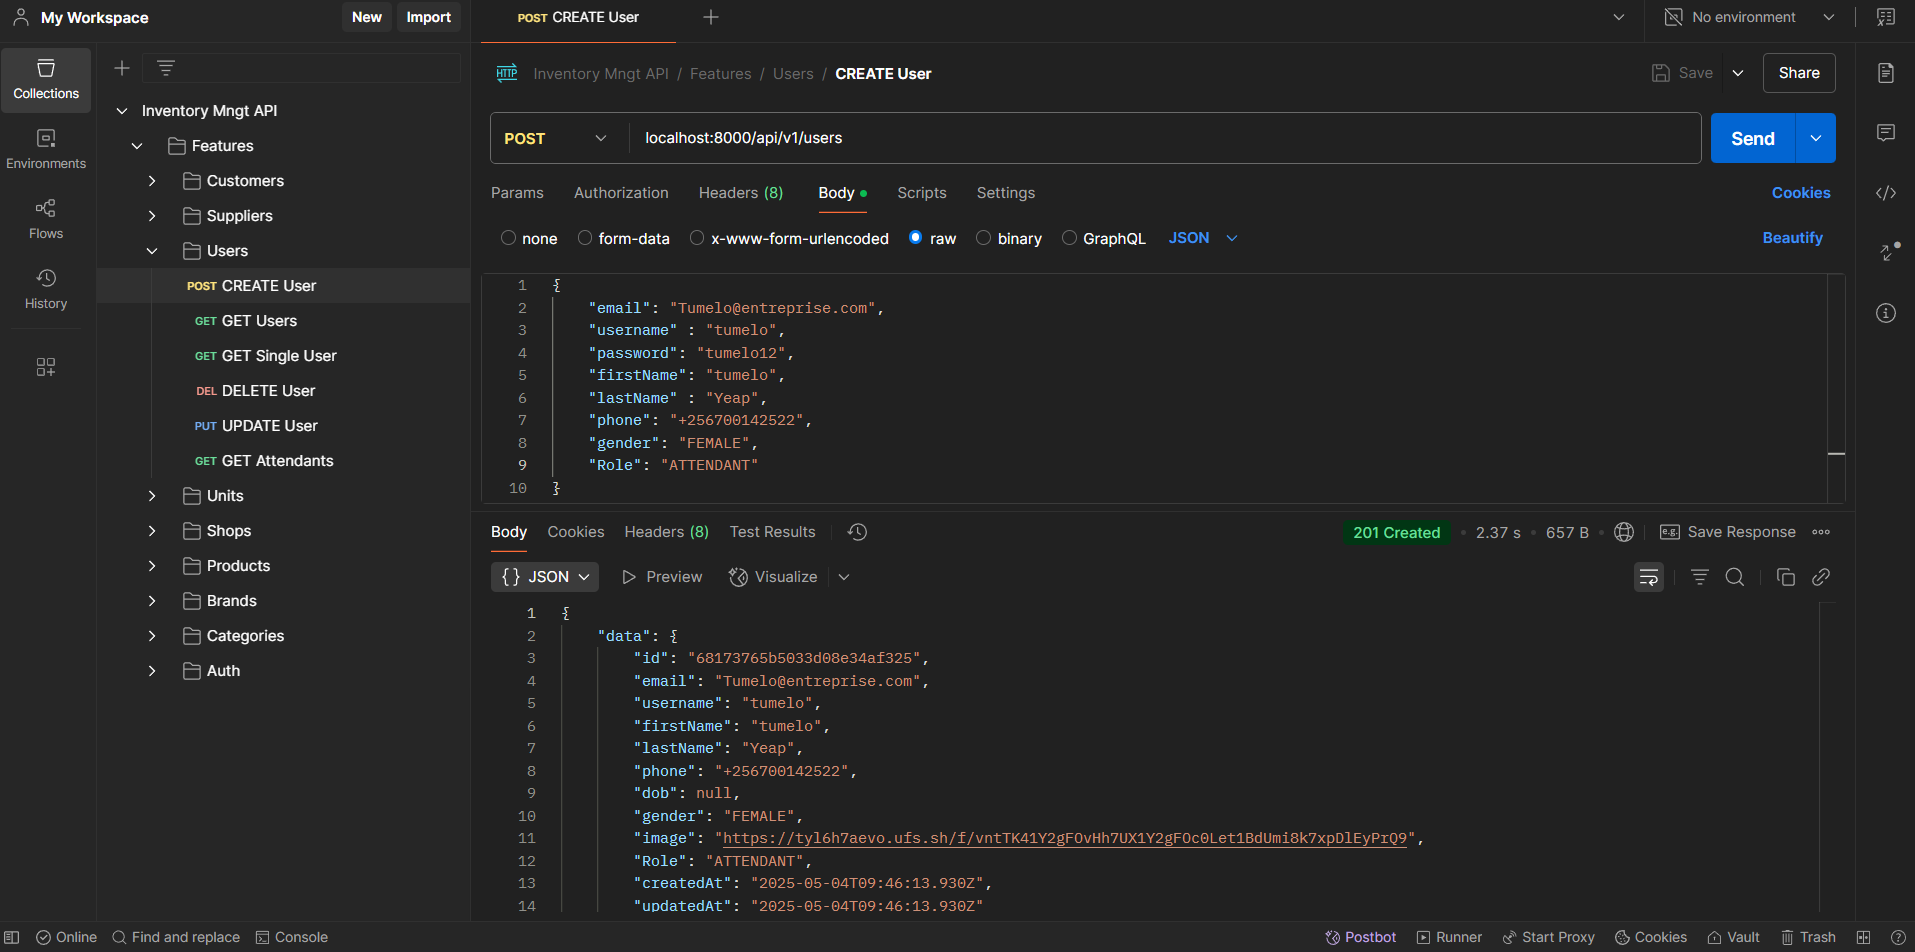 My Workspace
New
Import
POST CREATE User
No environment
Collections
Environments
Flows
History
Inventory Mngt API
Features
Customers
Suppliers
Users
POST CREATE User
GET GET Users
GET GET Single User
DEL DELETE User
PUT UPDATE User
GET GET Attendants
Units
Shops
Products
Brands
Categories
Auth
HTTP Inventory Mngt API / Features / Users / CREATE User
Save
Share
POST
localhost:8000/api/v1/users
Send
Params Authorization Headers (8) Body Scripts Settings
Cookies
none form-data x-www-form-urlencoded raw binary GraphQL JSON
Beautify
1 {
2 "email": "Tumelo@entreprise.com",
3 "username" : "tumelo",
4 "password": "tumelo12",
5 "firstName": "tumelo",
6 "lastName" : "Yeap",
7 "phone": "+256700142522",
8 "gender": "FEMALE",
9 "Role": "ATTENDANT"
10 }
Body Cookies Headers (8) Test Results
201 Created • 2.37 s • 657 B
e.g. Save Response
{} JSON Preview Visualize
1 {
2 "data": {
3 "id": "68173765b5033d08e34af325",
4 "email": "Tumelo@entreprise.com",
5 "username": "tumelo",
6 "firstName": "tumelo",
7 "lastName": "Yeap",
8 "phone": "+256700142522",
9 "dob": null,
10 "gender": "FEMALE",
11 "image": "https://tyl6h7aevo.ufs.sh/f/vntTK41Y2gFOvHh7UX1Y2gFOc0Let1BdUmi8k7xpDlEyPrQ9",
12 "Role": "ATTENDANT",
13 "createdAt": "2025-05-04T09:46:13.930Z",
14 "updatedAt": "2025-05-04T09:46:13.930Z"
Online Find and replace Console
Postbot Runner Start Proxy Cookies Vault Trash